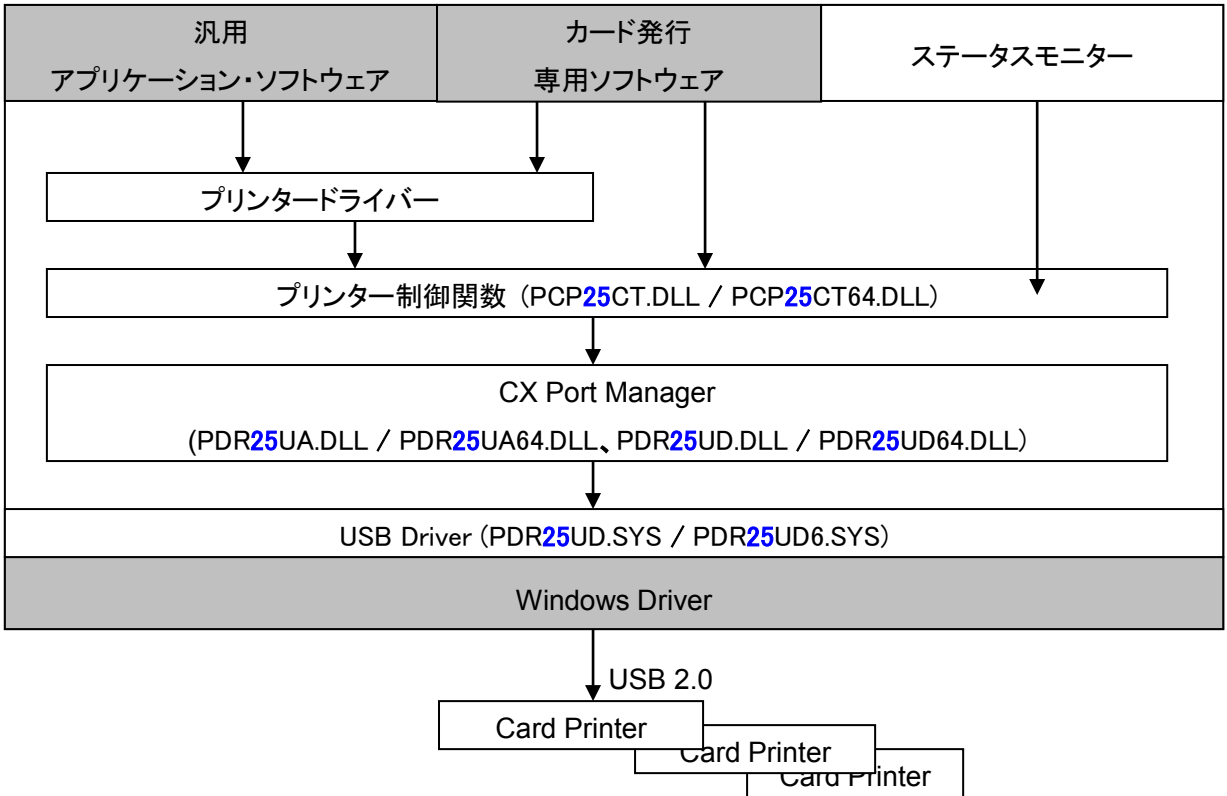 汎用
アプリケーション・ソフトウェア
カード発行
専用ソフトウェア
ステータスモニター
プリンタードライバー
プリンター制御関数 (PCP25CT.DLL / PCP25CT64.DLL)
CX Port Manager
(PDR25UA.DLL / PDR25UA64.DLL、PDR25UD.DLL / PDR25UD64.DLL)
USB Driver (PDR25UD.SYS / PDR25UD6.SYS)
Windows Driver
USB 2.0
Card Printer
Card Printer
Card Printer